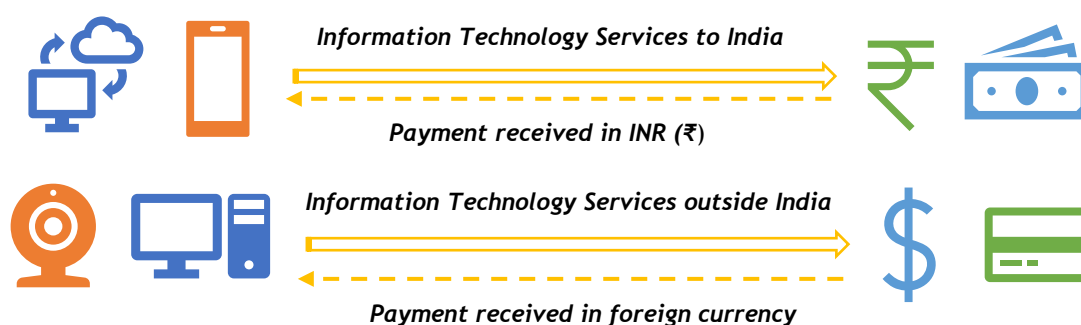 Information Technology Services to India
Payment received in INR (₹)
Information Technology Services outside India
Payment received in foreign currency